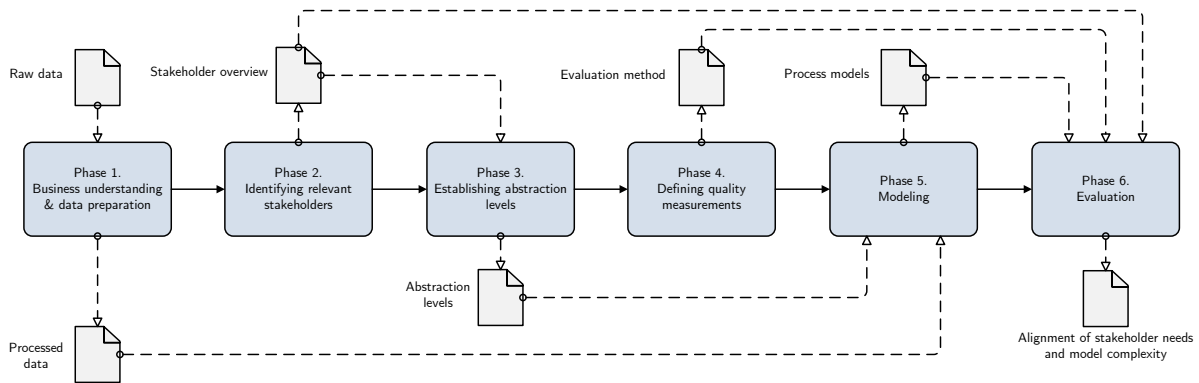 Raw data
Stakeholder overview
Evaluation method
Process models
Phase 1.
Business understanding
& data preparation
Phase 2.
Identifying relevant
stakeholders
Phase 3.
Establishing abstraction
levels
Phase 4.
Defining quality
measurements
Phase 5.
Modeling
Phase 6.
Evaluation
Abstraction
levels
Processed
data
Alignment of stakeholder needs
and model complexity